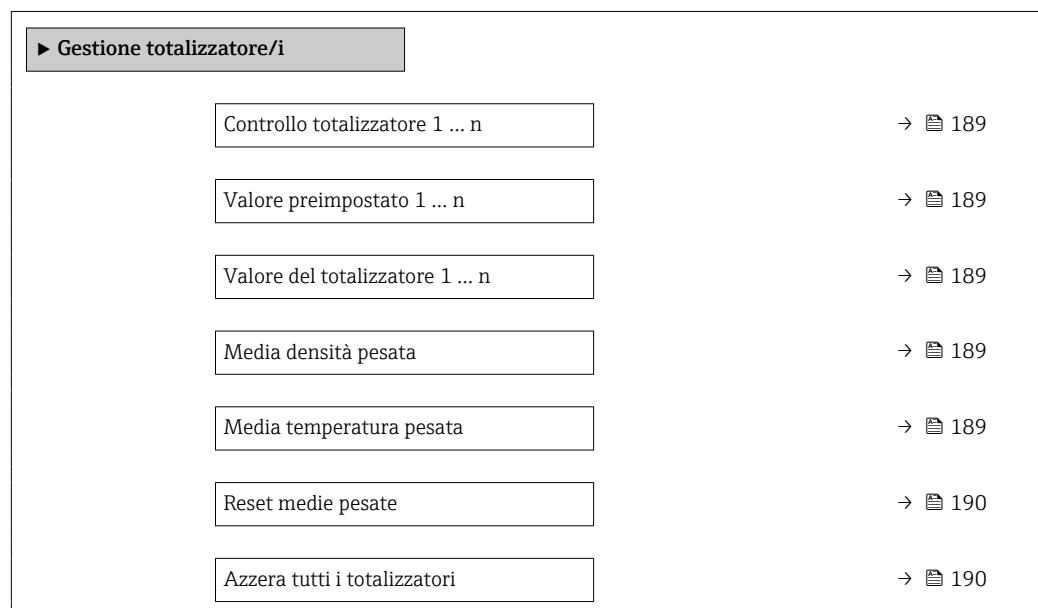 ▶ Gestione totalizzatore/i
Controllo totalizzatore 1 … n → 189
Valore preimpostato 1 … n → 189
Valore del totalizzatore 1 … n → 189
Media densità pesata → 189
Media temperatura pesata → 189
Reset medie pesate → 190
Azzera tutti i totalizzatori → 190